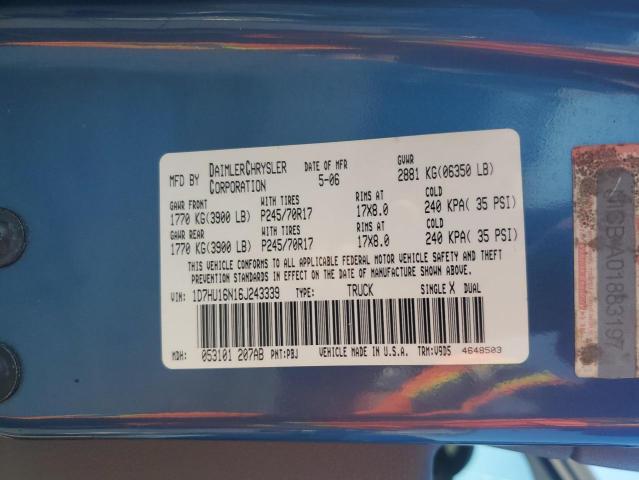 MFD BY DAIMLERCHRYSLER CORPORATION DATE OF MFR 5-06 GVWR 2881 KG(06350 LB)
GAWR FRONT WITH TIRES RIMS AT COLD
1770 KG(3900 LB) P245/70R17 17X8.0 240 KPA( 35 PSI)
GAWR REAR WITH TIRES RIMS AT COLD
1770 KG(3900 LB) P245/70R17 17X8.0 240 KPA( 35 PSI)
THIS VEHICLE CONFORMS TO ALL APPLICABLE FEDERAL MOTOR VEHICLE SAFETY AND THEFT
PREVENTION STANDARDS IN EFFECT ON THE DATE OF MANUFACTURE SHOWN ABOVE.
VIN: 1D7HU16N16J243339 TYPE: TRUCK SINGLE X DUAL
MDH: 053101 207AB PNT:PBJ VEHICLE MADE IN U.S.A. TRM:V9D5 4648503